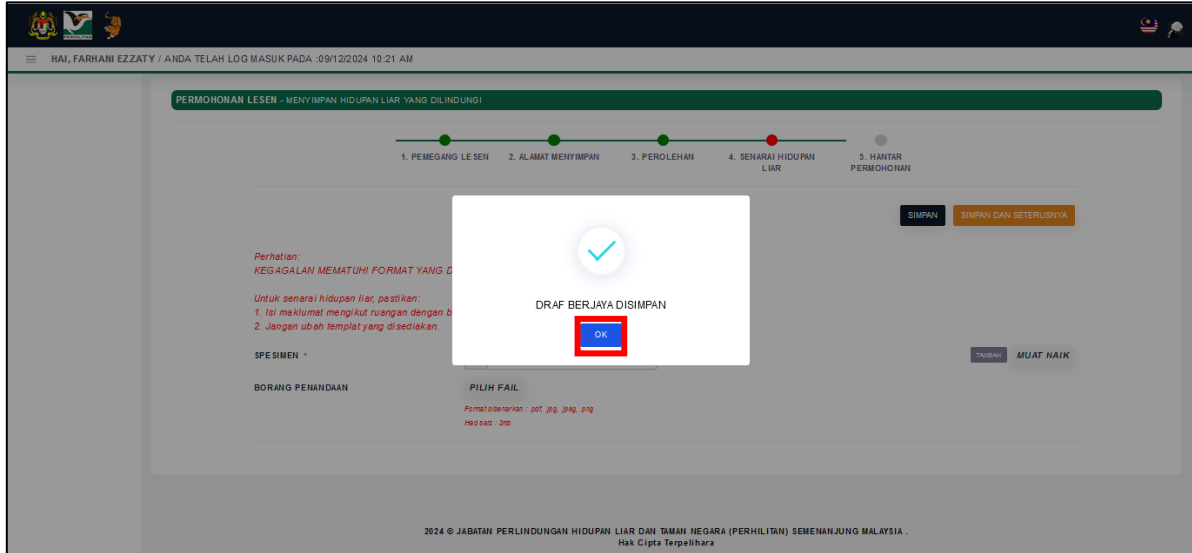 HAI, FARHANI EZZATY / ANDA TELAH LOG MASUK PADA :09/12/2024 10:21 AM
PERMOHONAN LESEN - MENYIMPAN HIDUPAN LIAR YANG DILINDUNGI
1. PEMEGANG LESEN
2. ALAMAT MENYIMPAN
3. PEROLEHAN
4. SENARAI HIDUPAN
LIAR
5. HANTAR
PERMOHONAN
SIMPAN
SIMPAN DAN SETERUSNYA
Perhatian:
KEGAGALAN MEMATUHI FORMAT YANG D
Untuk senarai hidupan liar, pastikan:
1. Isi maklumat mengikut ruangan dengan b
2. Jangan ubah templat yang disediakan.
DRAF BERJAYA DISIMPAN
OK
SPESIMEN *
TAMBAH
MUAT NAIK
BORANG PENANDAAN
PILIH FAIL
Format dibenarkan : pdf, jpg, jpeg, png
Had saiz : 2mb
2024 © JABATAN PERLINDUNGAN HIDUPAN LIAR DAN TAMAN NEGARA (PERHILITAN) SEMENANJUNG MALAYSIA .
Hak Cipta Terpelihara